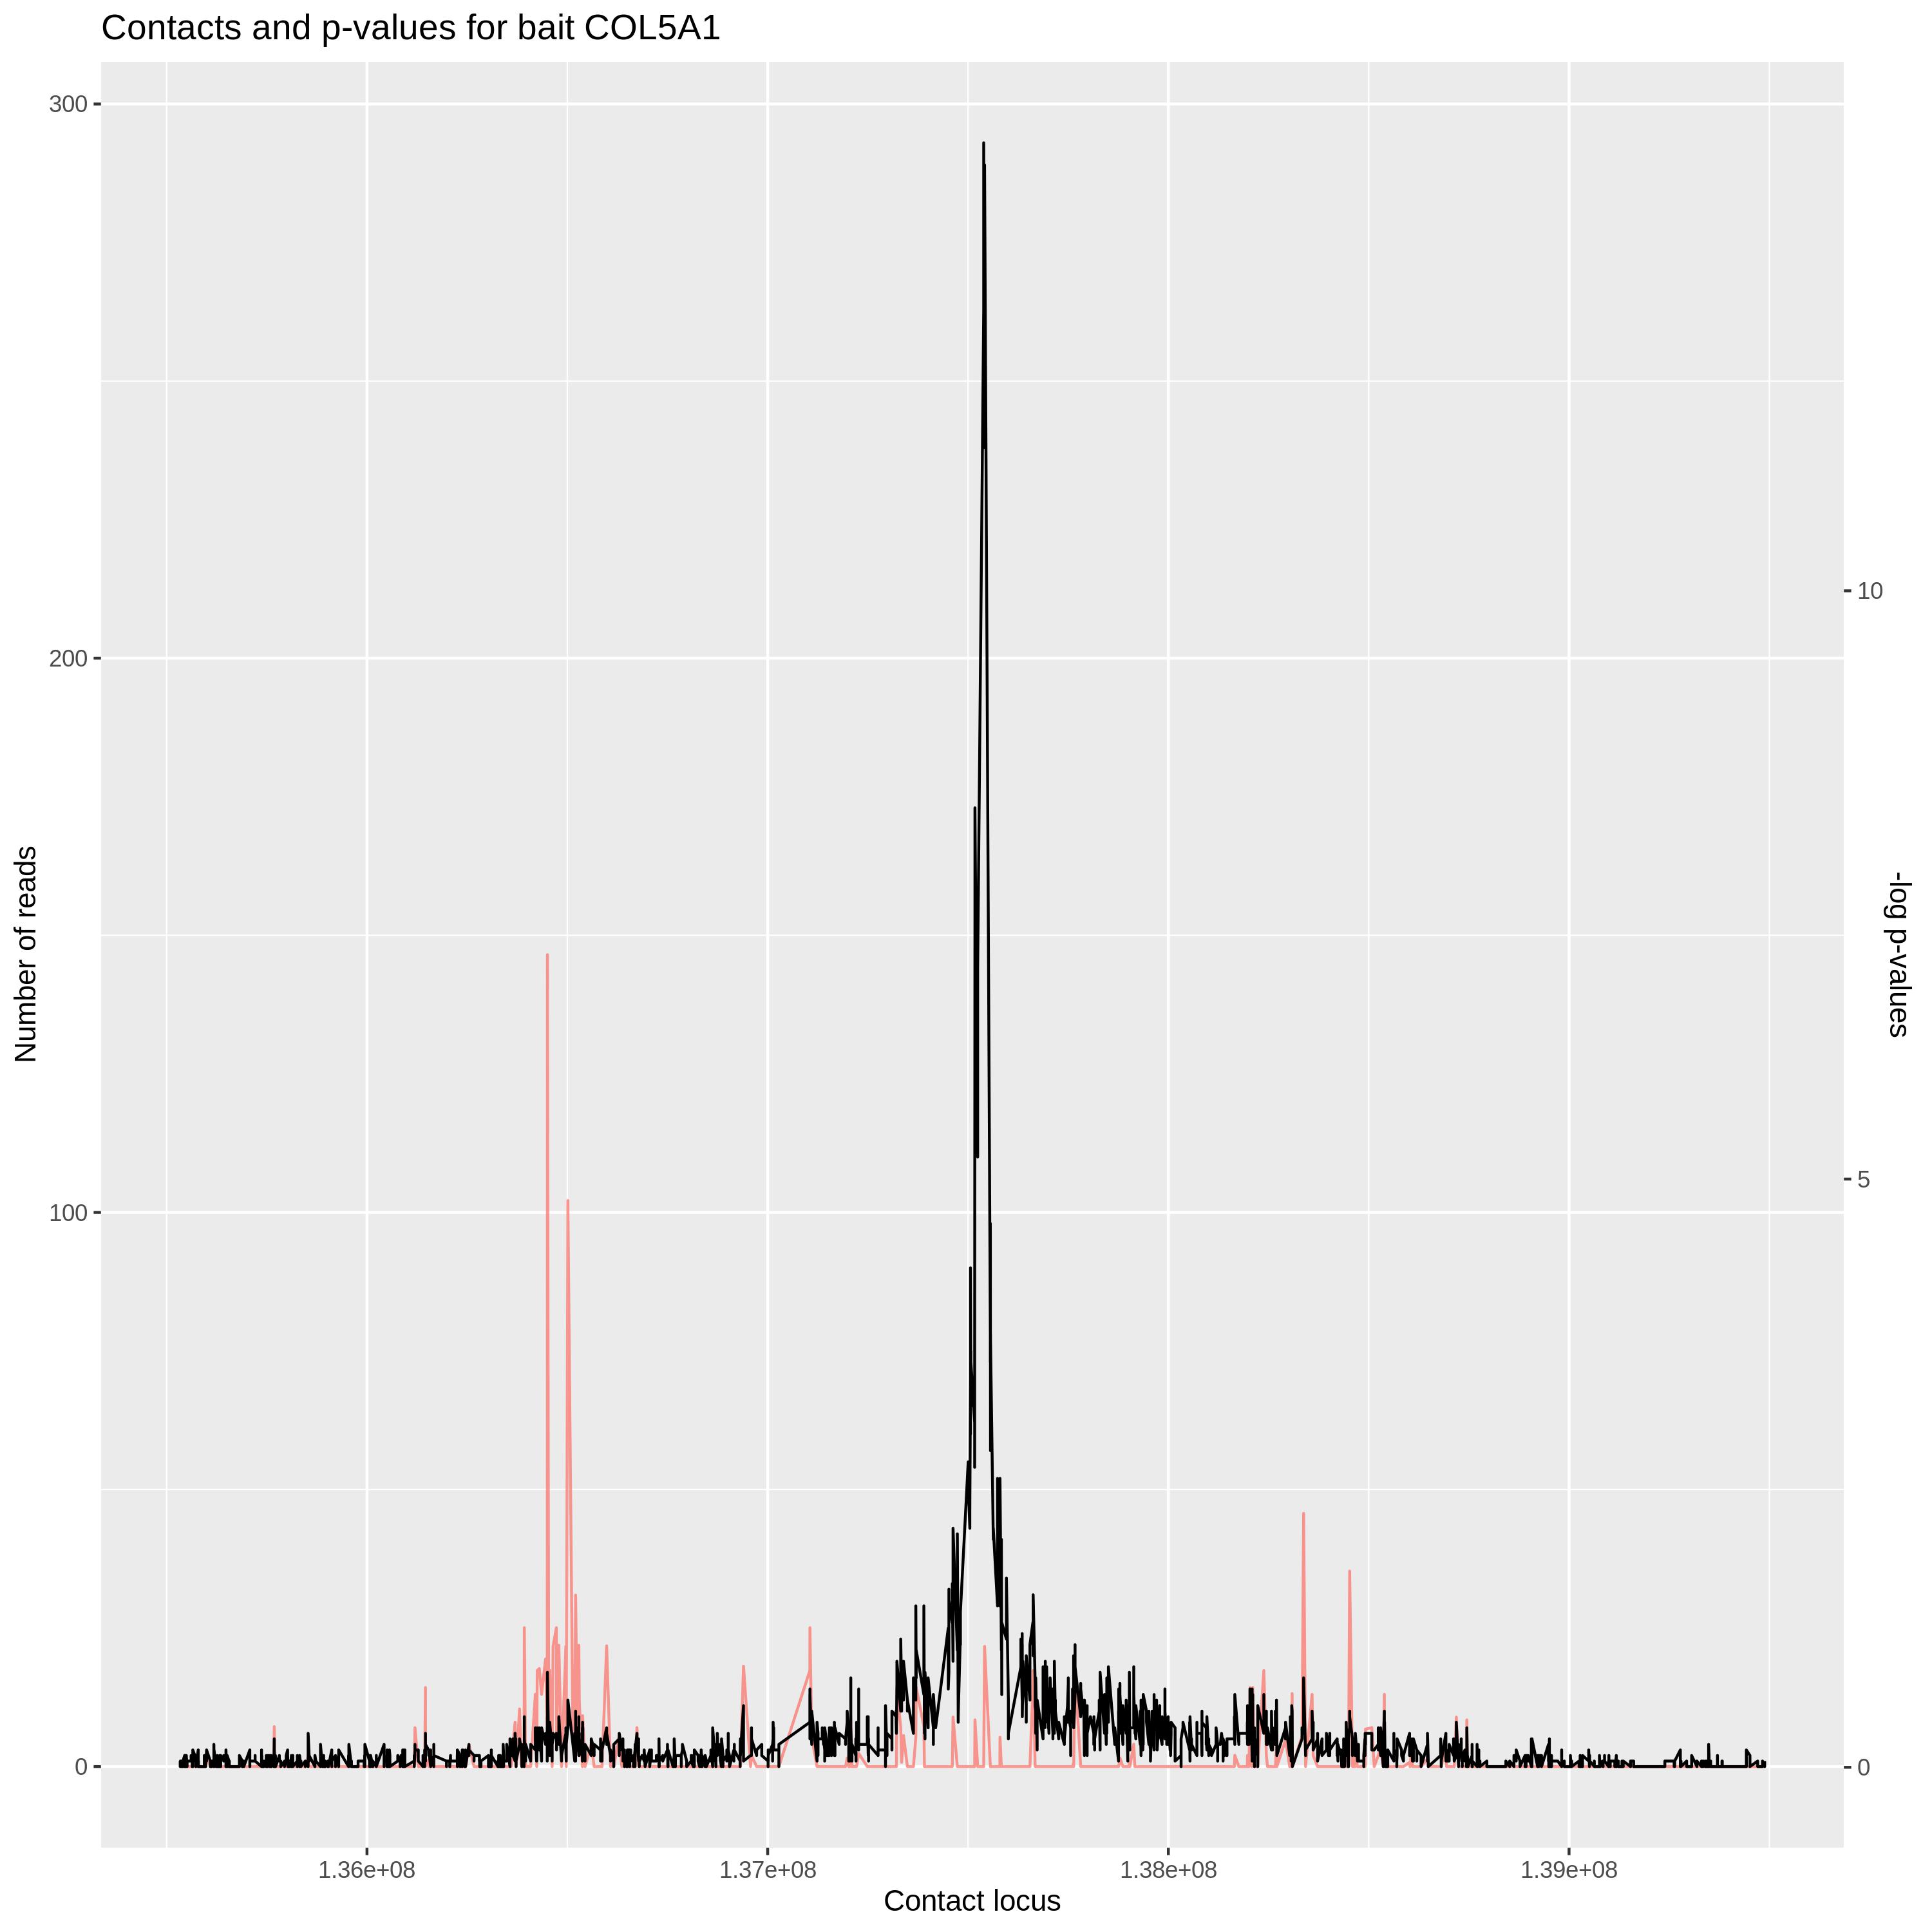 Contacts and p-values for bait COL5A1
300
200
100
0
Number of reads
10
5
0
-log p-values
1.36e+08
1.37e+08
1.38e+08
1.39e+08
Contact locus